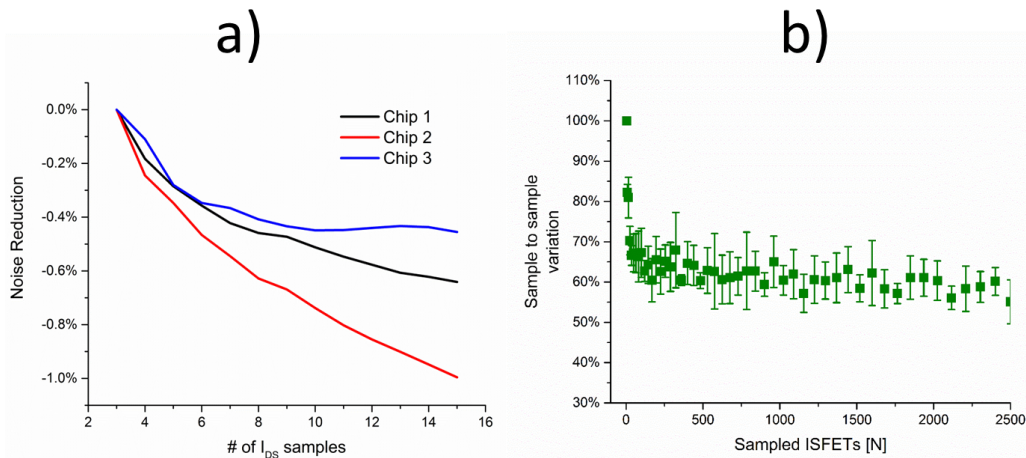 a)
0.0%
-0.2%
-0.4%
-0.6%
-0.8%
-1.0%
Noise Reduction
Chip 1
Chip 2
Chip 3
2 4 6 8 10 12 14 16
# of IDS samples
b)
110%
100%
90%
80%
70%
60%
50%
40%
30%
Sample to sample
variation
0 500 1000 1500 2000 2500
Sampled ISFETs [N]